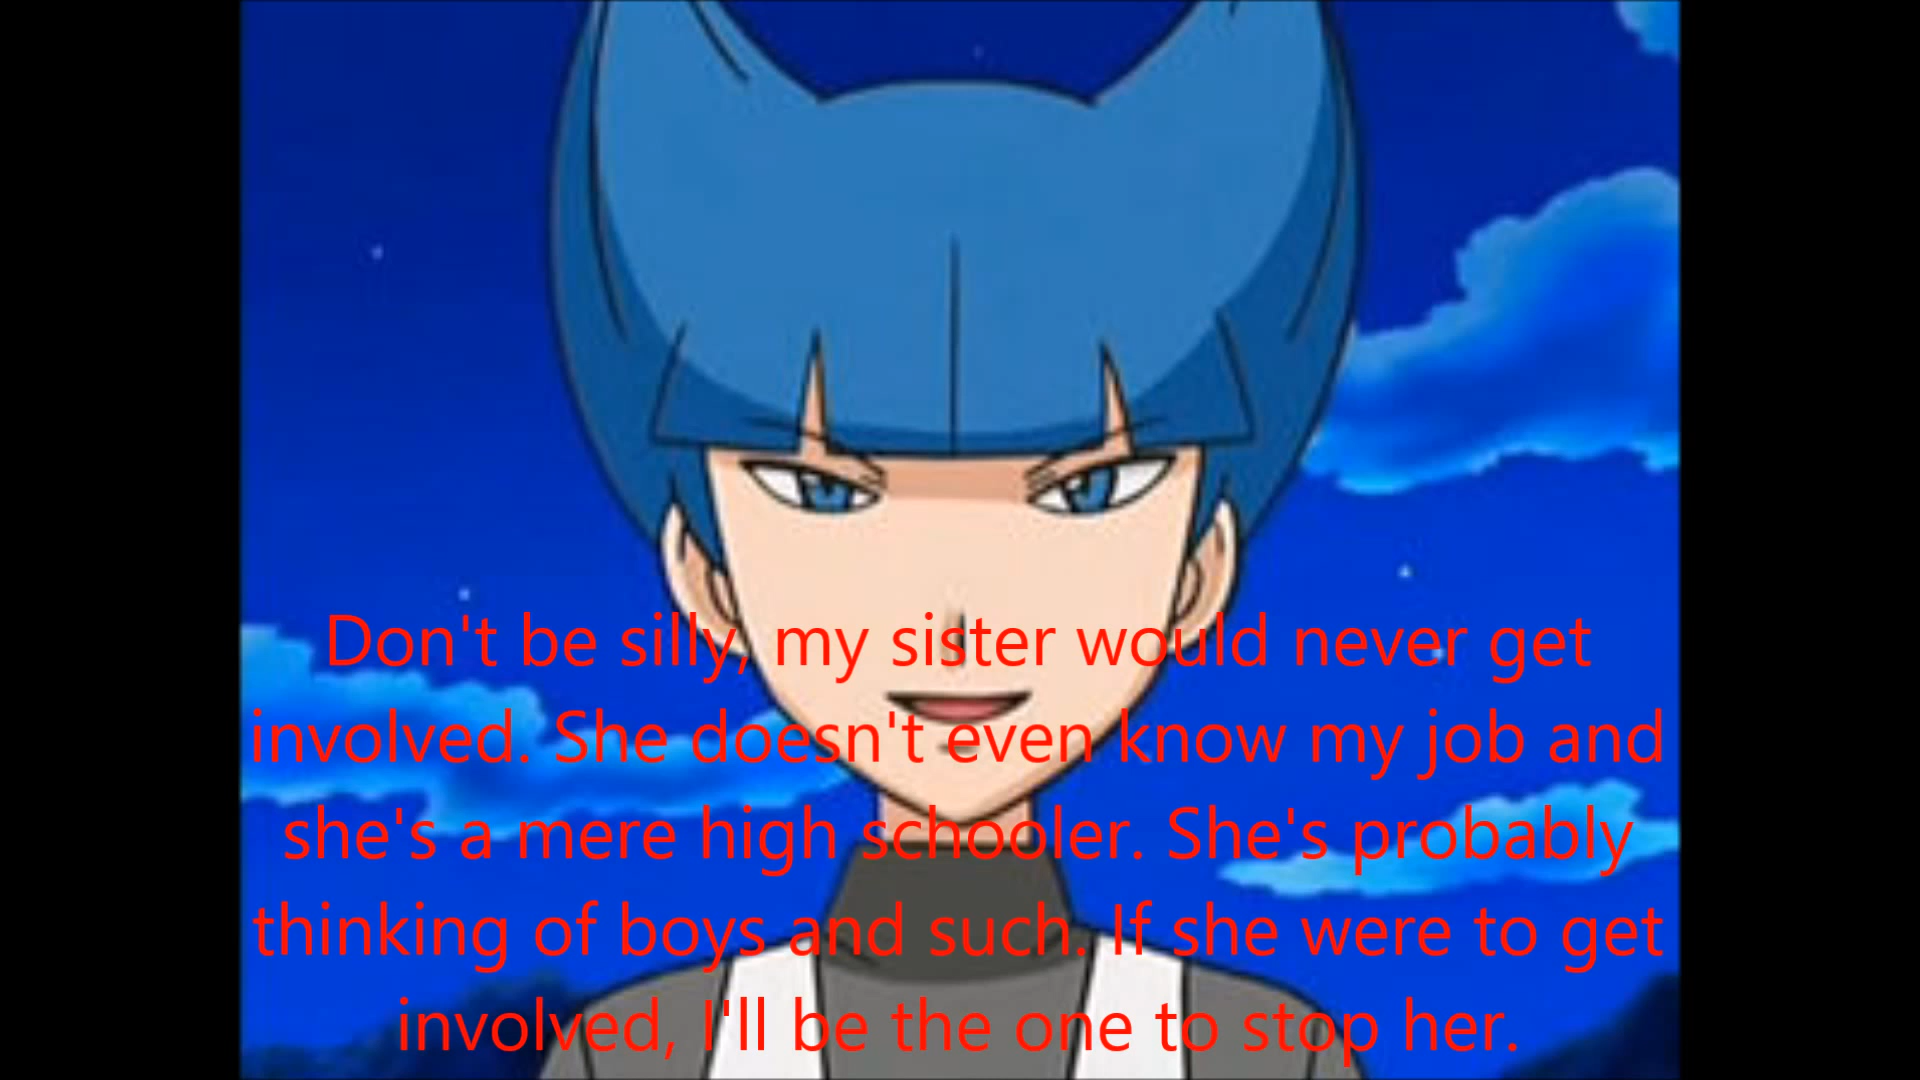 Don't be silly, my sister would never get
involved. She doesn't even know my job and
she's a mere high schooler. She's probably
thinking of boys and such. If she were to get
involved, I'll be the one to stop her.